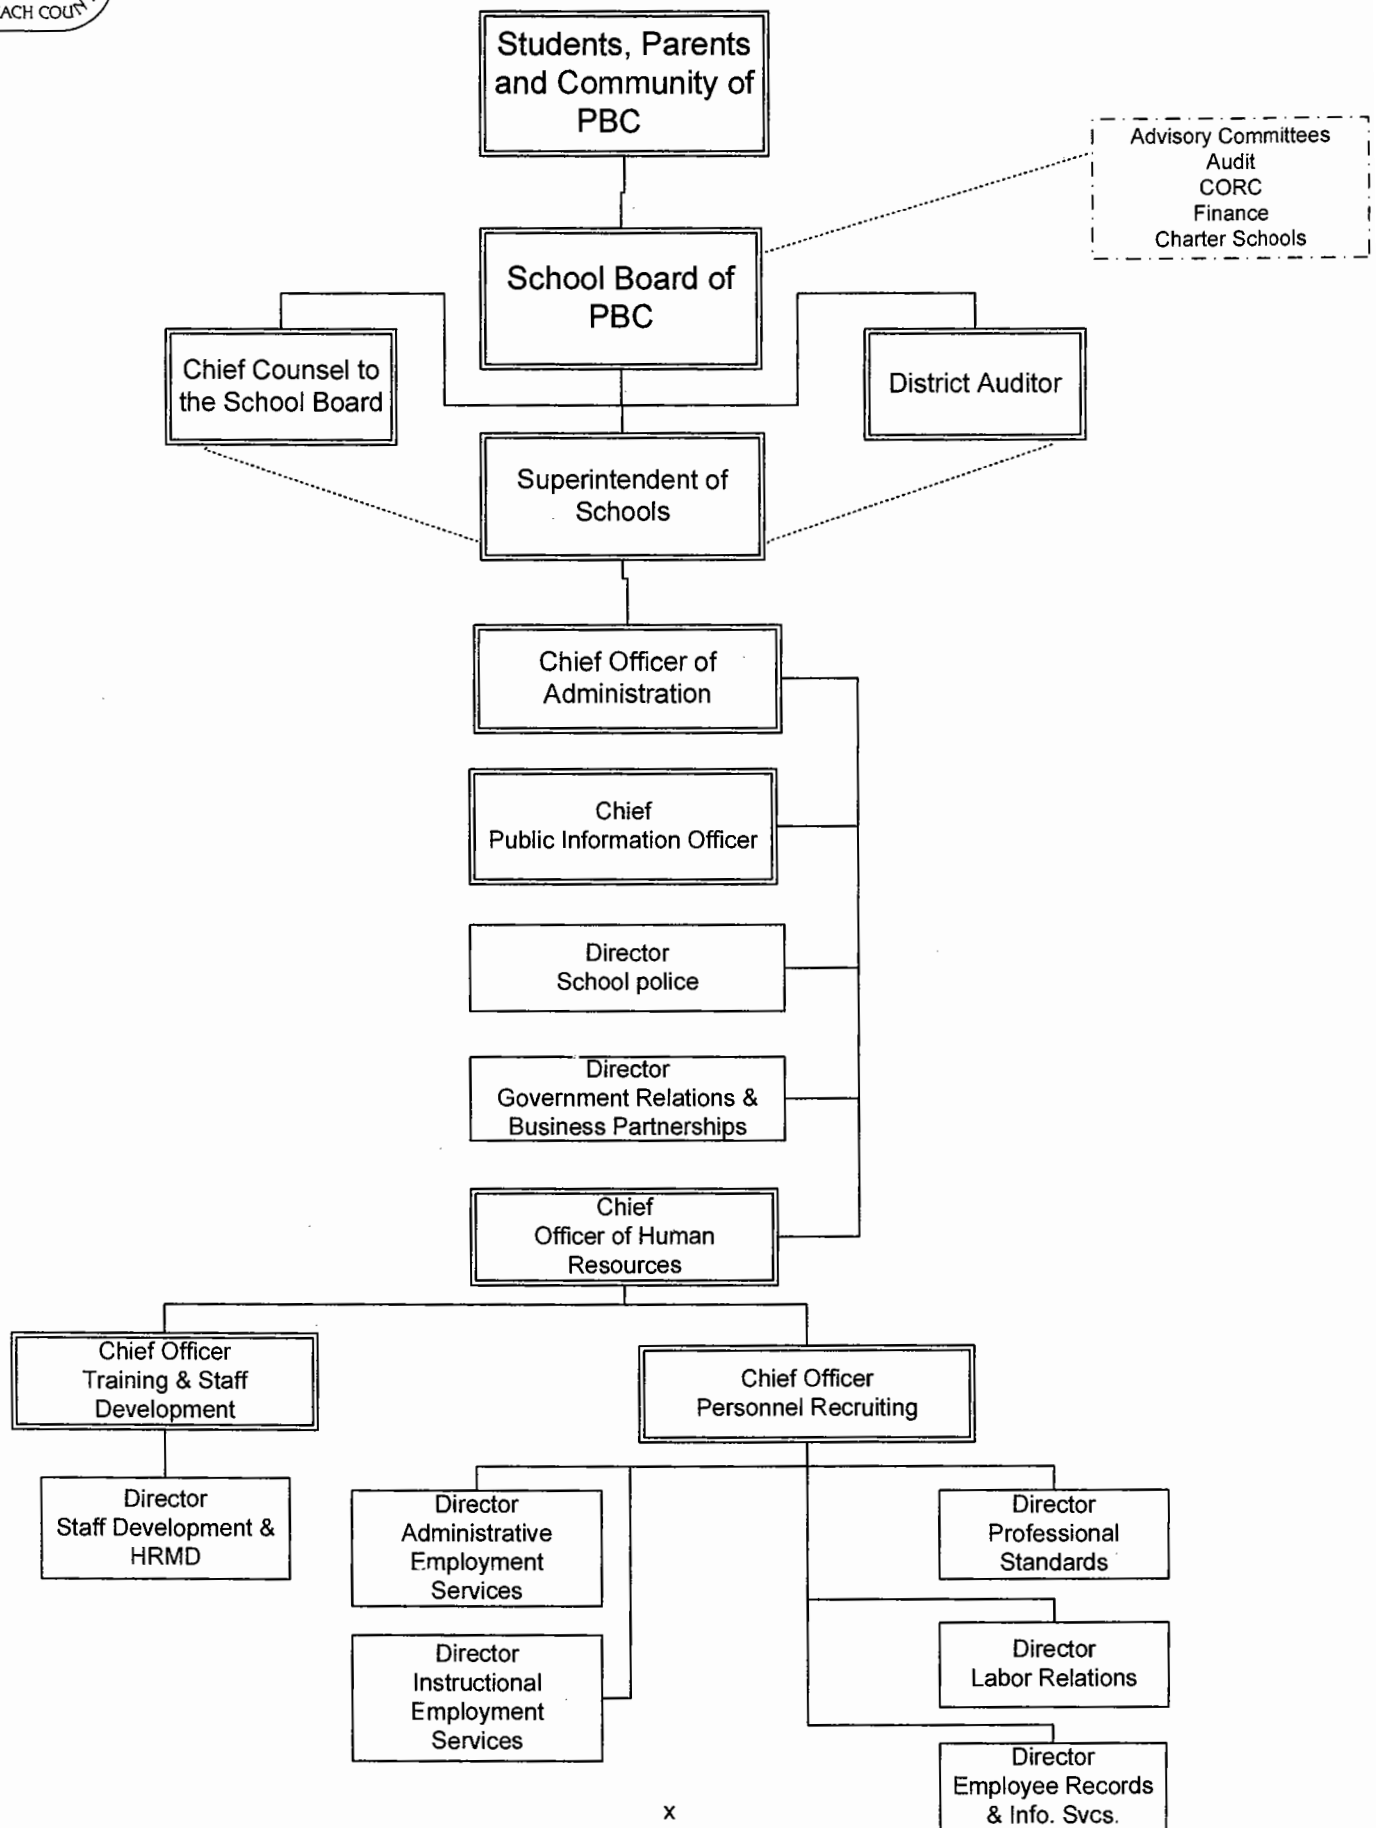 ACH COUN
Students, Parents
and Community of
PBC
Advisory Committees
Audit
CORC
Finance
Charter Schools
School Board of
PBC
Chief Counsel to
the School Board
District Auditor
Superintendent of
Schools
Chief Officer of
Administration
Chief
Public Information Officer
Director
School police
Director
Government Relations &
Business Partnerships
Chief
Officer of Human
Resources
Chief Officer
Training & Staff
Development
Chief Officer
Personnel Recruiting
Director
Staff Development &
HRMD
Director
Administrative
Employment
Services
Director
Professional
Standards
Director
Instructional
Employment
Services
Director
Labor Relations
Director
Employee Records
& Info. Svcs.
x